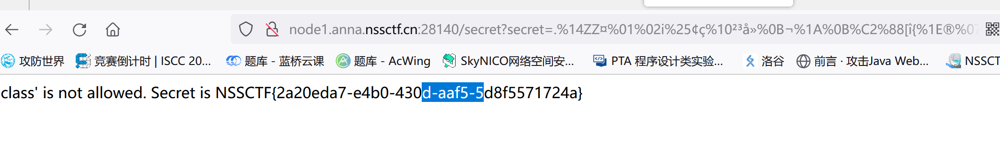 node1.anna.nssctf.cn:28140/secret?secret=.%14ZZ¤%01%02i%25¢ç%10²³å»%0B¬%1A%0B%C2%88[î{%1E®%07
攻防世界 竞赛倒计时 | ISCC 20... 题库 - 蓝桥云课 题库 - AcWing SkyNICO网络空间安... PTA 程序设计类实验... 洛谷 前言 · 攻击Java Web... NSSCT
class' is not allowed. Secret is NSSCTF{2a20eda7-e4b0-430d-aaf5-5d8f5571724a}